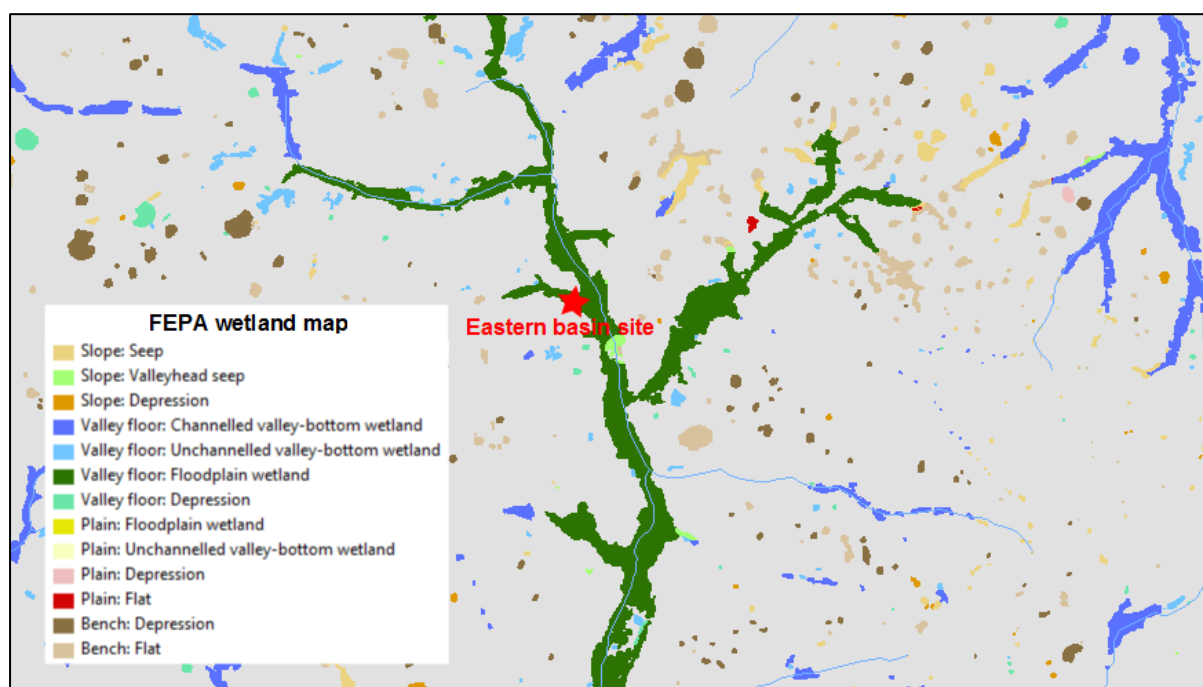 Eastern basin site
FEPA wetland map
Slope: Seep
Slope: Valleyhead seep
Slope: Depression
Valley floor: Channelled valley-bottom wetland
Valley floor: Unchannelled valley-bottom wetland
Valley floor: Floodplain wetland
Valley floor: Depression
Plain: Floodplain wetland
Plain: Unchannelled valley-bottom wetland
Plain: Depression
Plain: Flat
Bench: Depression
Bench: Flat